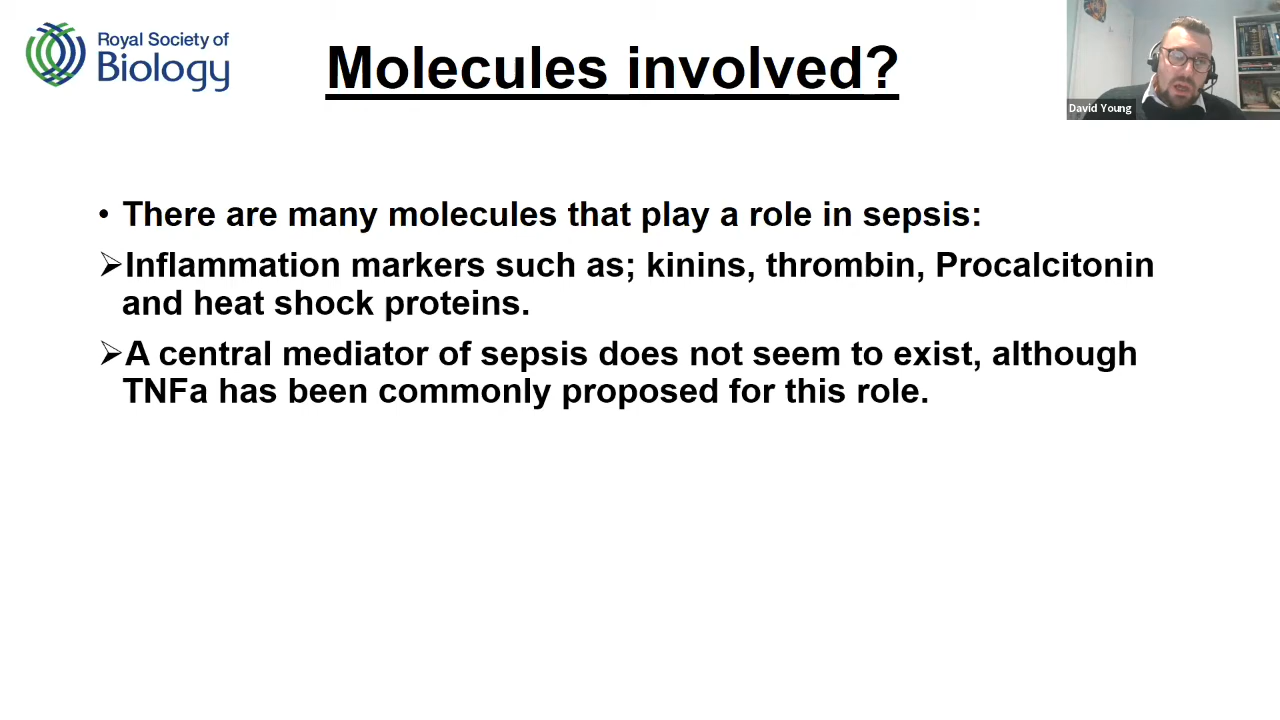 Royal Society of
Biology
Molecules involved?
David Young
• There are many molecules that play a role in sepsis:
➢Inflammation markers such as; kinins, thrombin, Procalcitonin
and heat shock proteins.
➢A central mediator of sepsis does not seem to exist, although
TNFa has been commonly proposed for this role.